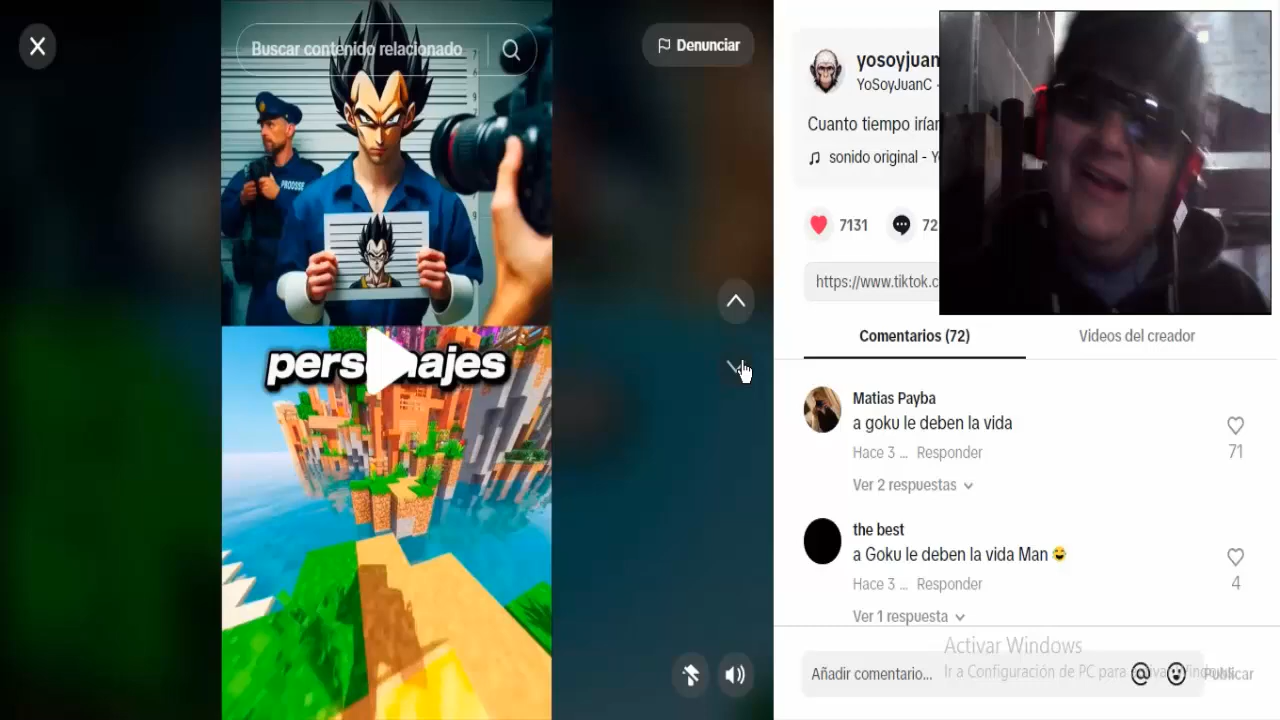 Buscar contenido relacionado
Denunciar
PRODSSE
personajes
yosoyjuan
YoSoyJuanC
Cuanto tiempo irían
sonido original - Y
7131
72
https://www.tiktok.c
Comentarios (72)
Videos del creador
Matias Payba
a goku le deben la vida
71
Hace 3 ... Responder
Ver 2 respuestas
the best
a Goku le deben la vida Man 😂
4
Hace 3 ... Responder
Ver 1 respuesta
Activar Windows
Ir a Configuración de PC para activar Windows.
Añadir comentario...
Publicar